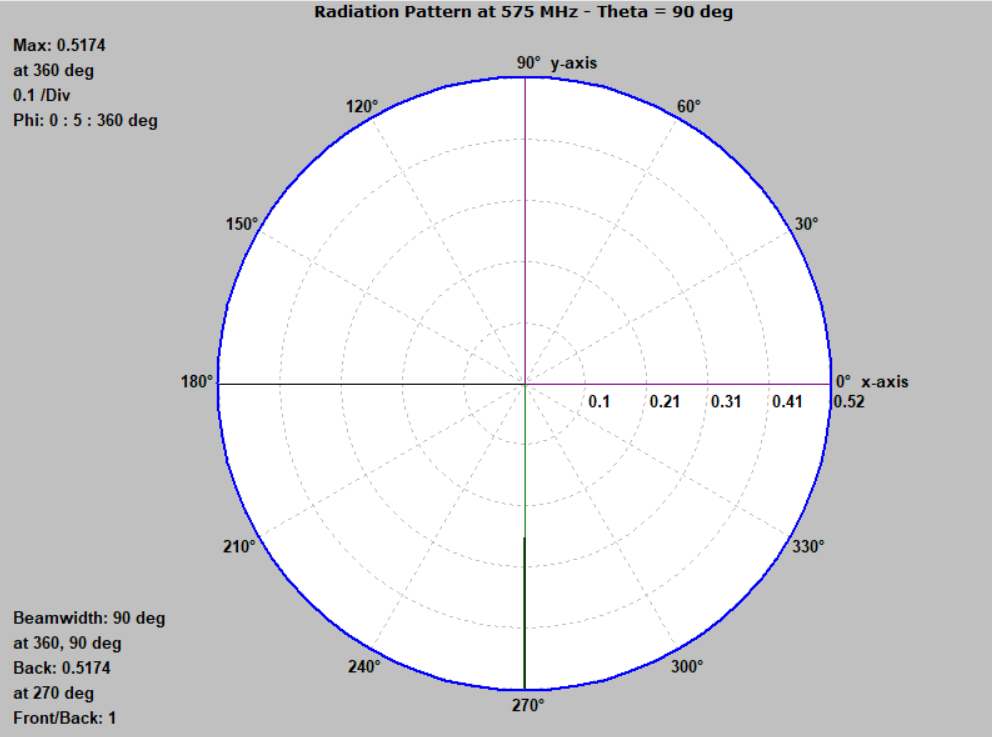 Radiation Pattern at 575 MHz - Theta = 90 deg
Max: 0.5174
at 360 deg
0.1 /Div
Phi: 0 : 5 : 360 deg
90° y-axis
120°
60°
150°
30°
180°
0° x-axis
0.1
0.21
0.31
0.41
0.52
210°
330°
240°
300°
270°
Beamwidth: 90 deg
at 360, 90 deg
Back: 0.5174
at 270 deg
Front/Back: 1